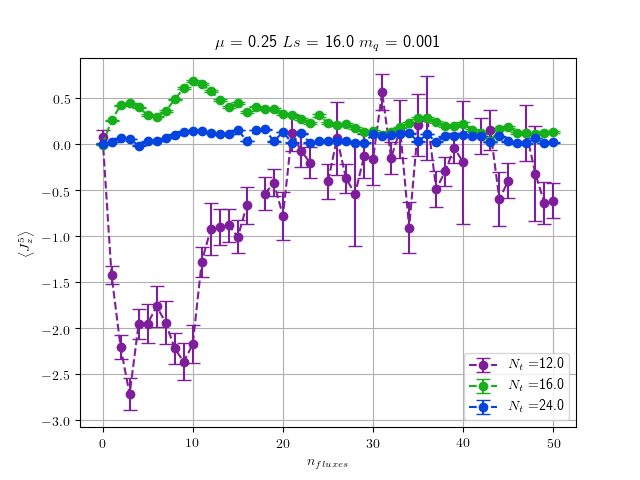 μ = 0.25 Ls = 16.0 m_q = 0.001
⟨J_z^5⟩
0.5
0.0
−0.5
−1.0
−1.5
−2.0
−2.5
−3.0
0 10 20 30 40 50
n_{fluxes}
N_t =12.0
N_t =16.0
N_t =24.0